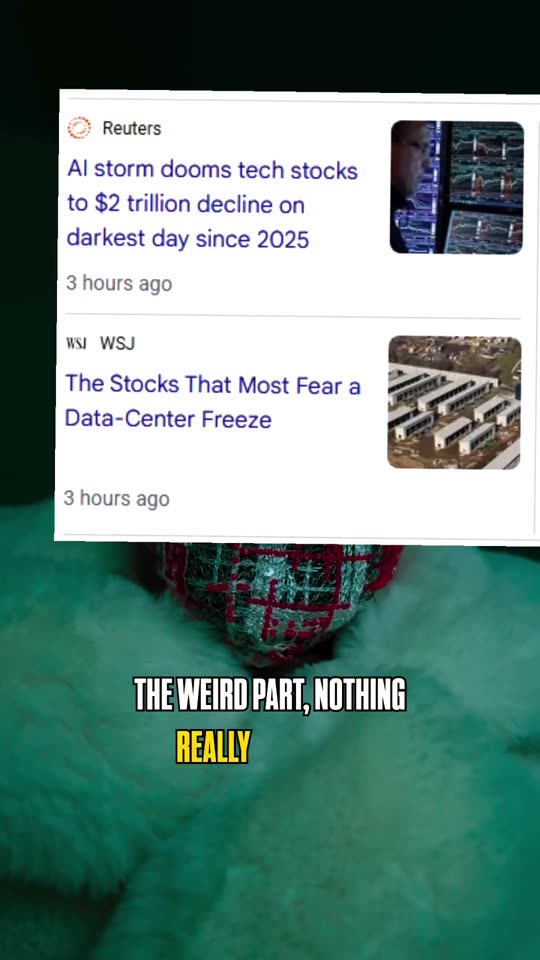 Reuters
AI storm dooms tech stocks
to $2 trillion decline on
darkest day since 2025
3 hours ago
WSJ WSJ
The Stocks That Most Fear a
Data-Center Freeze
3 hours ago
THE WEIRD PART, NOTHING
REALLY